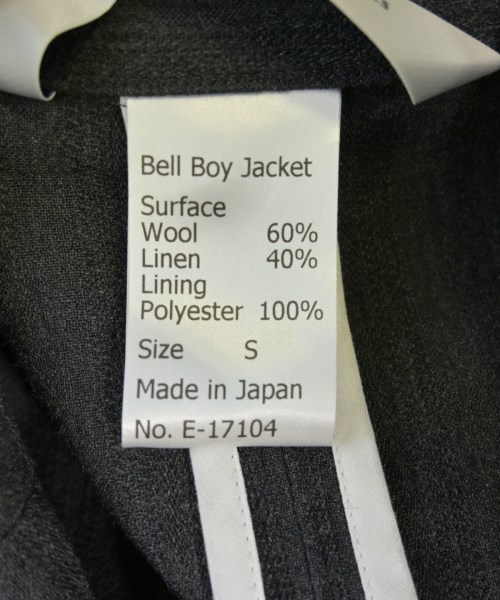 Bell Boy Jacket
Surface
Wool 60%
Linen 40%
Lining
Polyester 100%
Size S
Made in Japan
No. E-17104